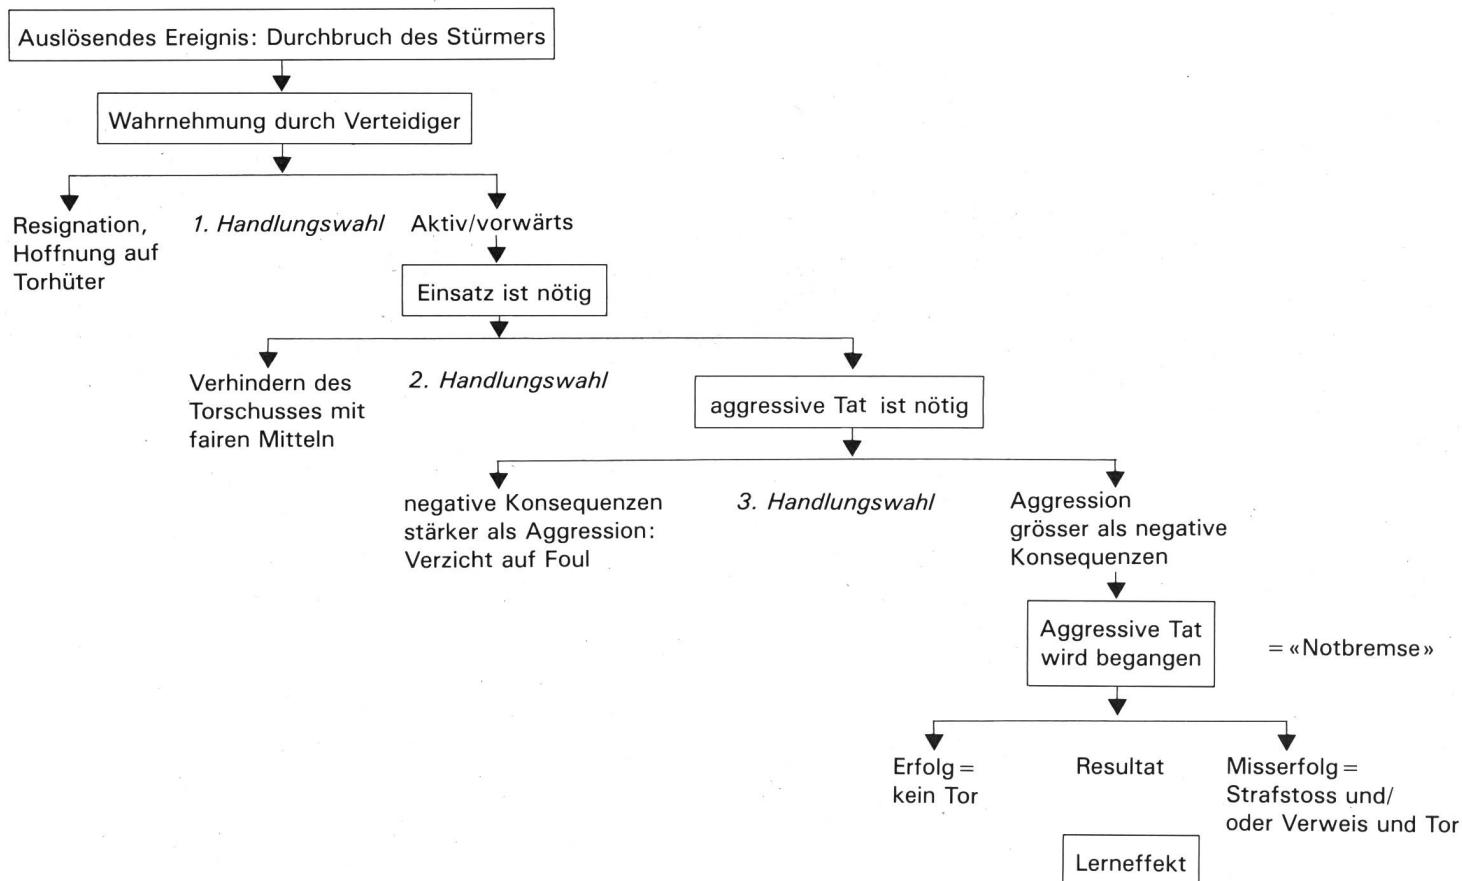 Auslösendes Ereignis: Durchbruch des Stürmers
Wahrnehmung durch Verteidiger
Resignation,
Hoffnung auf
Torhüter
1. Handlungswahl
Aktiv/vorwärts
Einsatz ist nötig
Verhindern des
Torschusses mit
fairen Mitteln
2. Handlungswahl
aggressive Tat ist nötig
negative Konsequenzen
stärker als Aggression:
Verzicht auf Foul
3. Handlungswahl
Aggression
grösser als negative
Konsequenzen
Aggressive Tat
wird begangen
= «Notbremse»
Erfolg =
kein Tor
Resultat
Misserfolg =
Strafstoss und/
oder Verweis und Tor
Lerneffekt